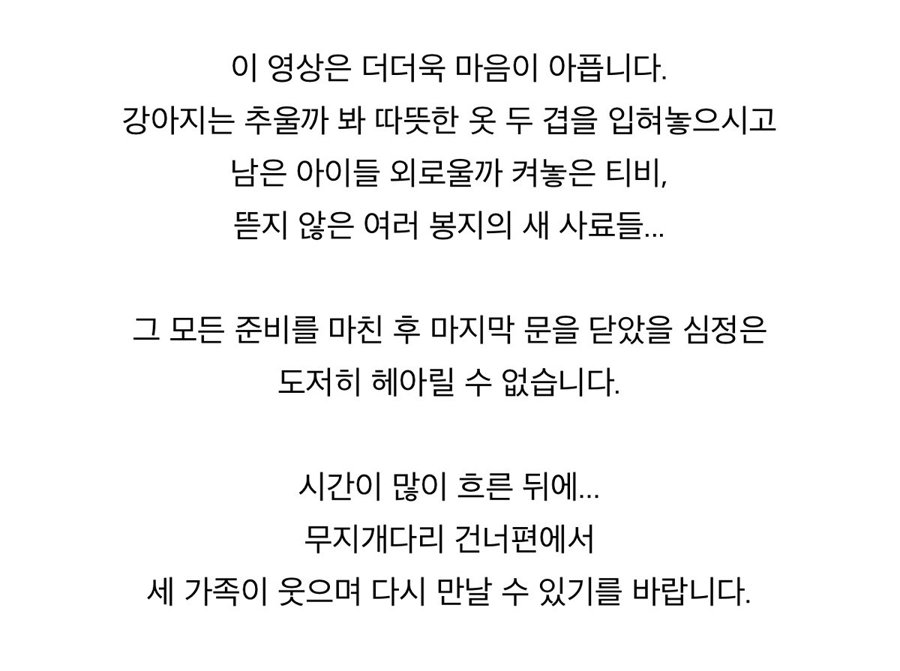 이 영상은 더더욱 마음이 아픕니다.
강아지는 추울까 봐 따뜻한 옷 두 겹을 입혀놓으시고
남은 아이들 외로울까 켜놓은 티비,
뜯지 않은 여러 봉지의 새 사료들...
그 모든 준비를 마친 후 마지막 문을 닫았을 심정은
도저히 헤아릴 수 없습니다.
시간이 많이 흐른 뒤에...
무지개다리 건너편에서
세 가족이 웃으며 다시 만날 수 있기를 바랍니다.